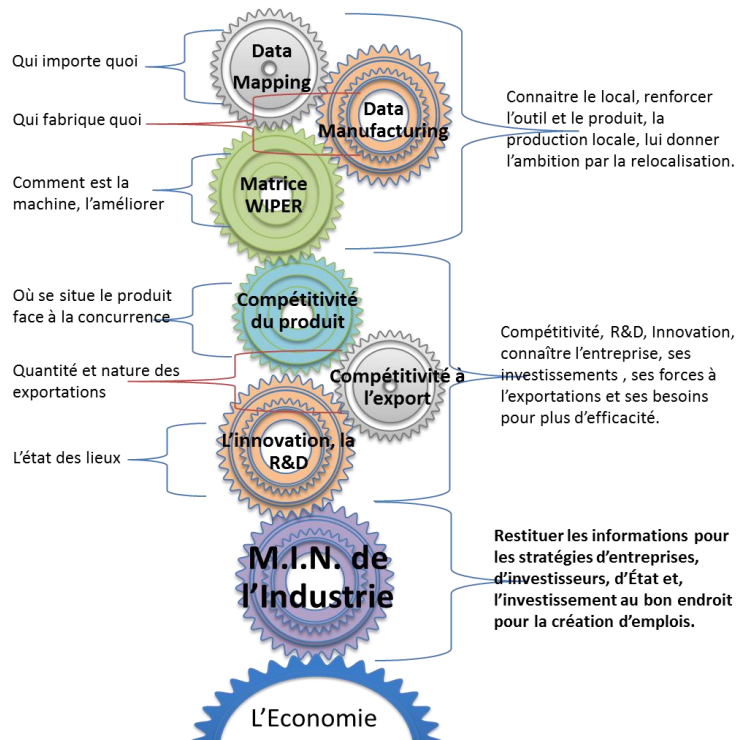 Qui importe quoi
Qui fabrique quoi
Comment est la
machine, l’améliorer
Où se situe le produit
face à la concurrence
Quantité et nature des
exportations
L’état des lieux
Data
Mapping
Data
Manufacturing
Matrice
WIPER
Compétitivité
du produit
Compétitivité à
l’export
L’innovation, la
R&D
M.I.N. de
l’Industrie
L’Economie
Connaitre le local, renforcer
l’outil et le produit, la
production locale, lui donner
l’ambition par la relocalisation.
Compétitivité, R&D, Innovation,
connaître l’entreprise, ses
investissements , ses forces à
l’exportations et ses besoins
pour plus d’efficacité.
Restituer les informations pour
les stratégies d’entreprises,
d’investisseurs, d’État et,
l’investissement au bon endroit
pour la création d’emplois.